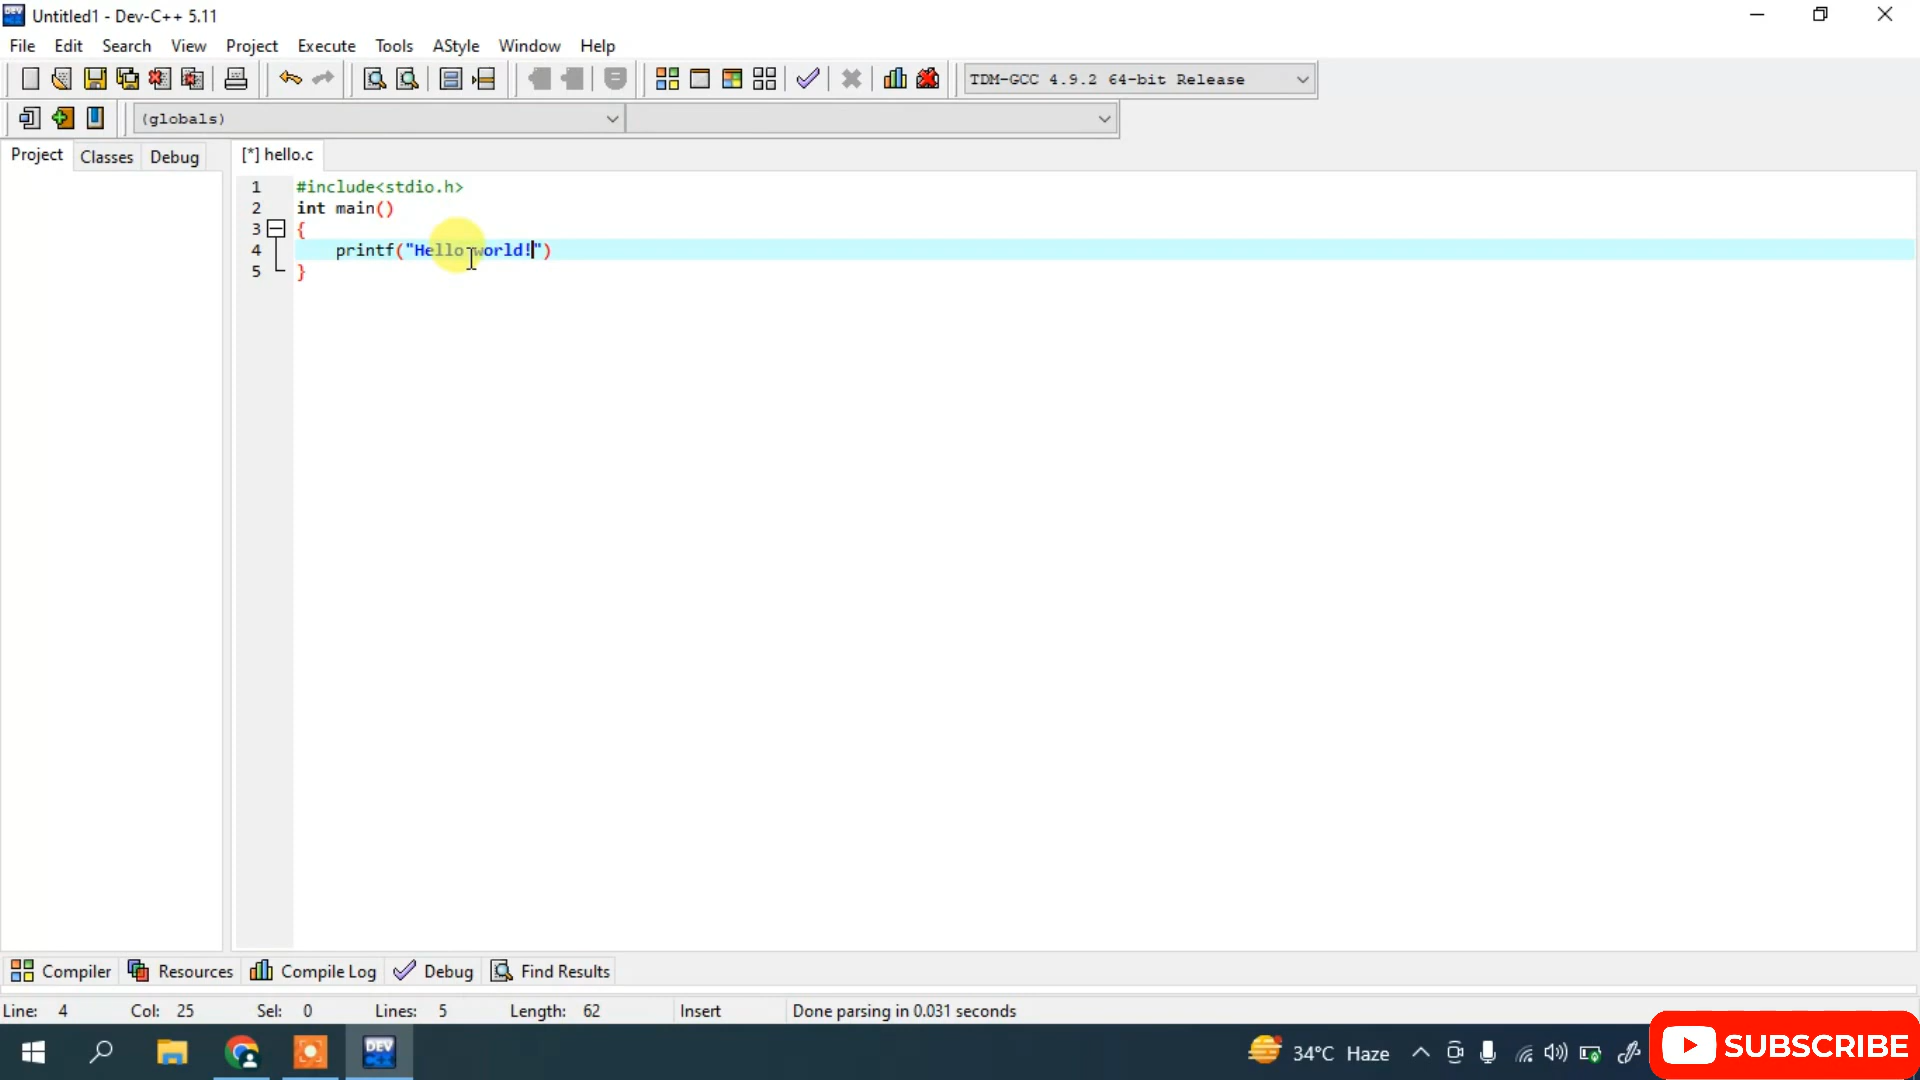 Untitled1 - Dev-C++ 5.11
File Edit Search View Project Execute Tools AStyle Window Help
TDM-GCC 4.9.2 64-bit Release
(globals)
Project Classes Debug [*] hello.c
1 #include<stdio.h>
2 int main()
3 {
4 printf("Hello world!")
5 }
Compiler Resources Compile Log Debug Find Results
Line: 4 Col: 25 Sel: 0 Lines: 5 Length: 62 Insert Done parsing in 0.031 seconds
DEV 34°C Haze SUBSCRIBE